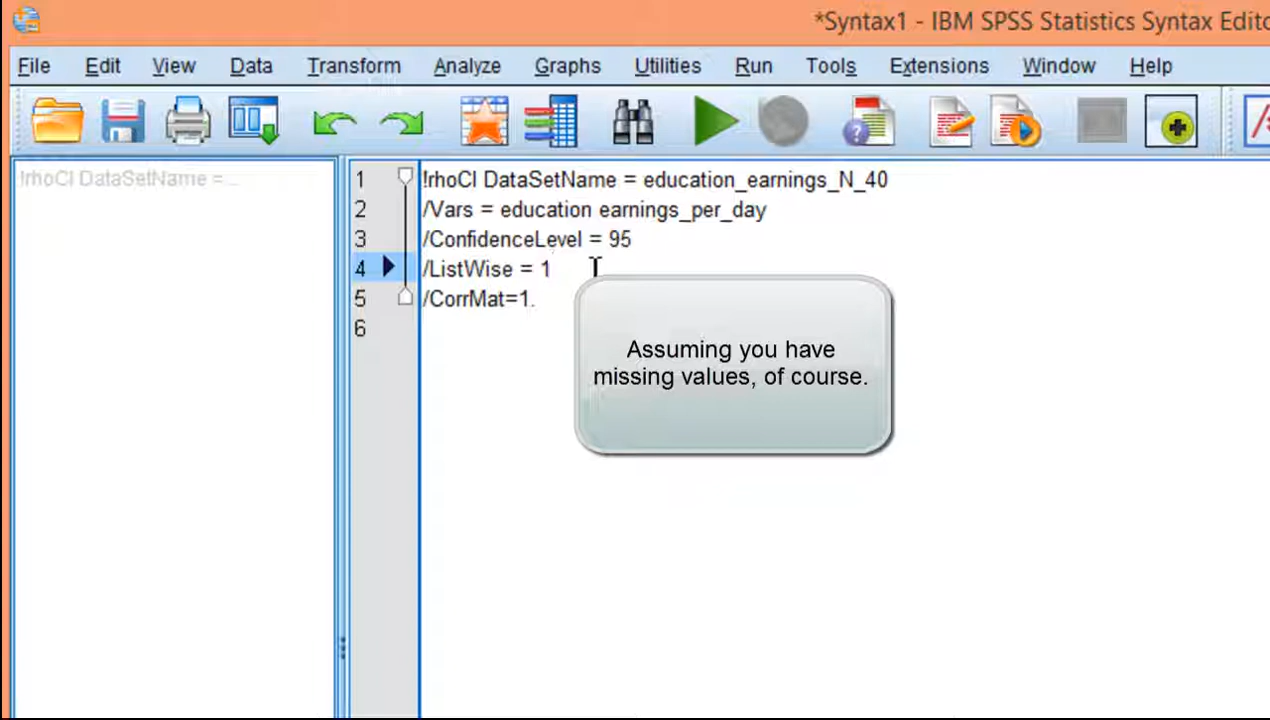 *Syntax1 - IBM SPSS Statistics Syntax Edito
File Edit View Data Transform Analyze Graphs Utilities Run Tools Extensions Window Help
!rhoCI DataSetName = ...
1 !rhoCI DataSetName = education_earnings_N_40
2 /Vars = education earnings_per_day
3 /ConfidenceLevel = 95
4 /ListWise = 1
5 /CorrMat=1.
6
Assuming you have
missing values, of course.